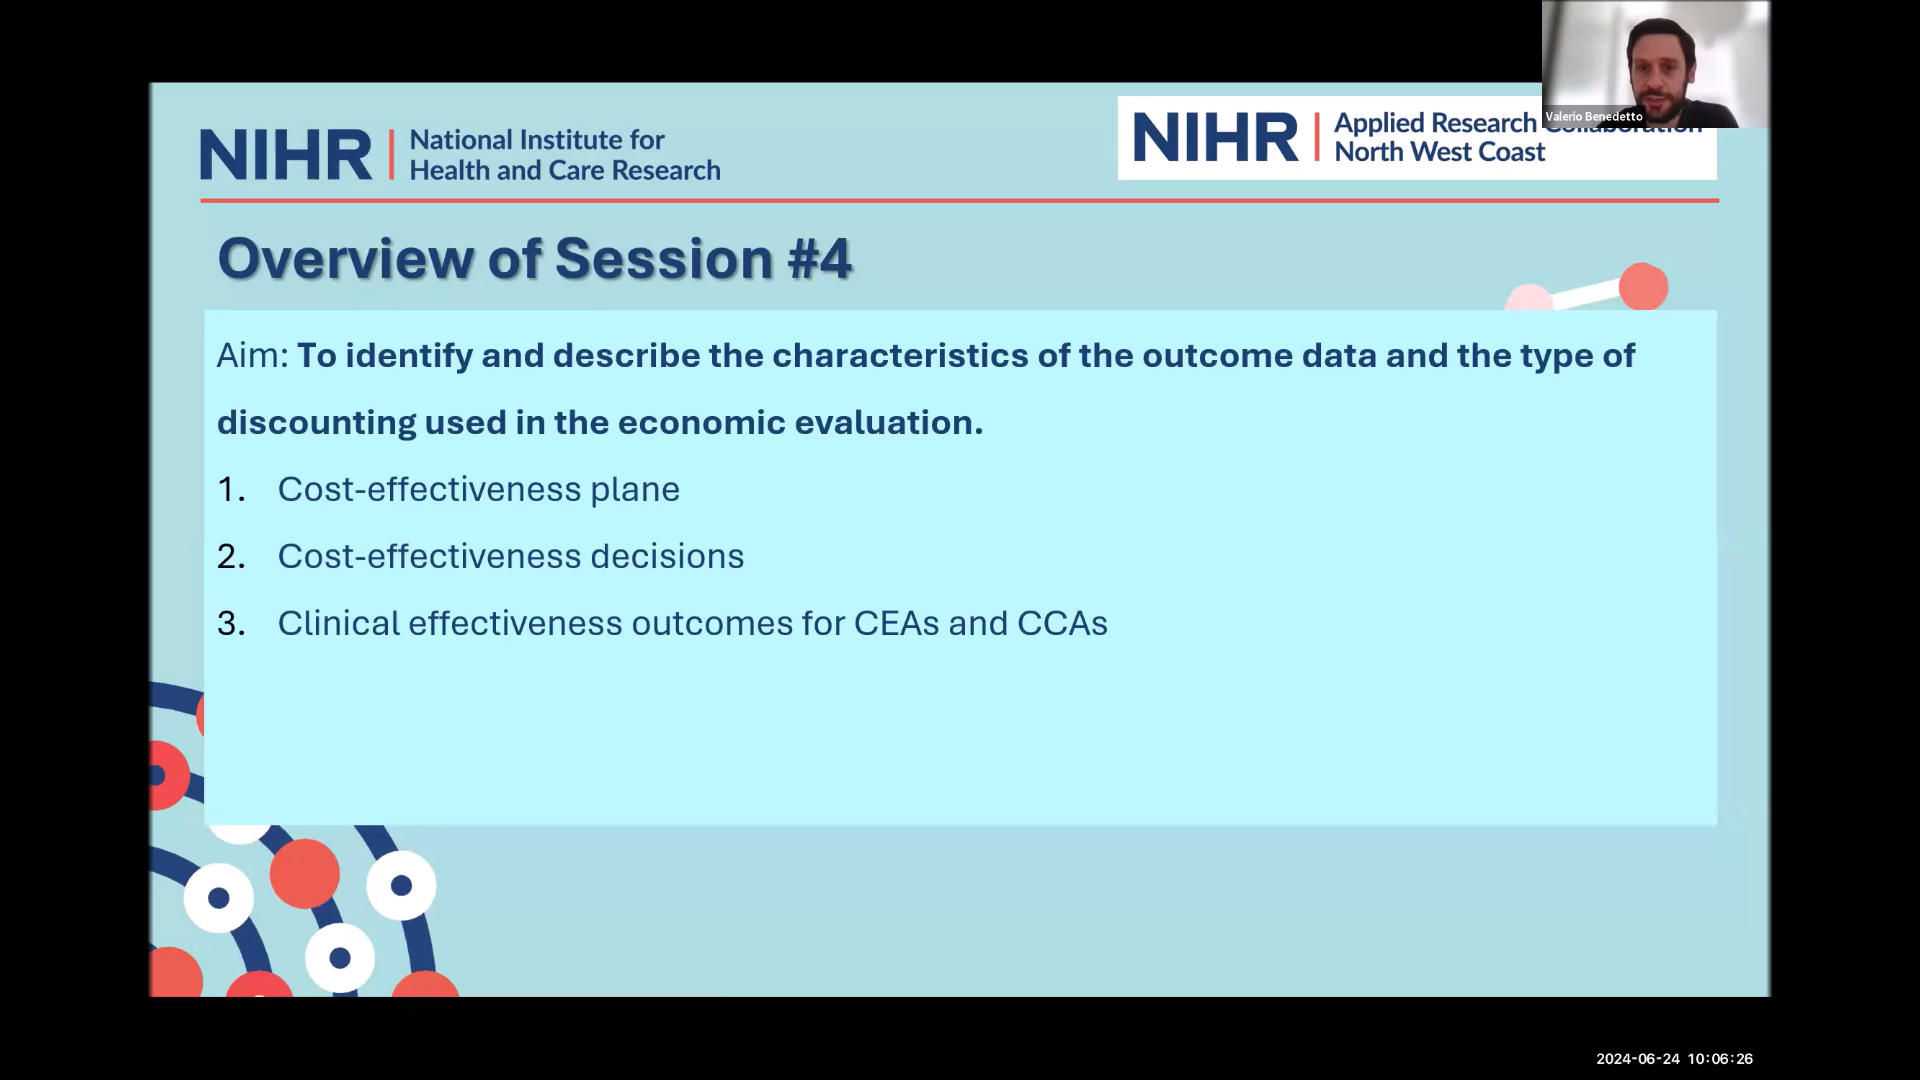 NIHR | National Institute for
Health and Care Research
NIHR | Applied Research Collaboration
North West Coast
Valerio Benedetto
Overview of Session #4
Aim: To identify and describe the characteristics of the outcome data and the type of
discounting used in the economic evaluation.
1. Cost-effectiveness plane
2. Cost-effectiveness decisions
3. Clinical effectiveness outcomes for CEAs and CCAs
2024-06-24 10:06:26